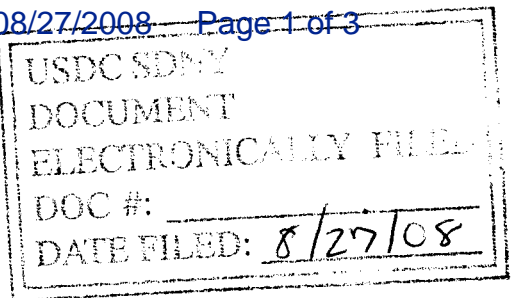 08/27/2008 Page 1 of 3
USDC SDNY
DOCUMENT
ELECTRONICALLY FILED
DOC #:
DATE FILED: 8/27/08